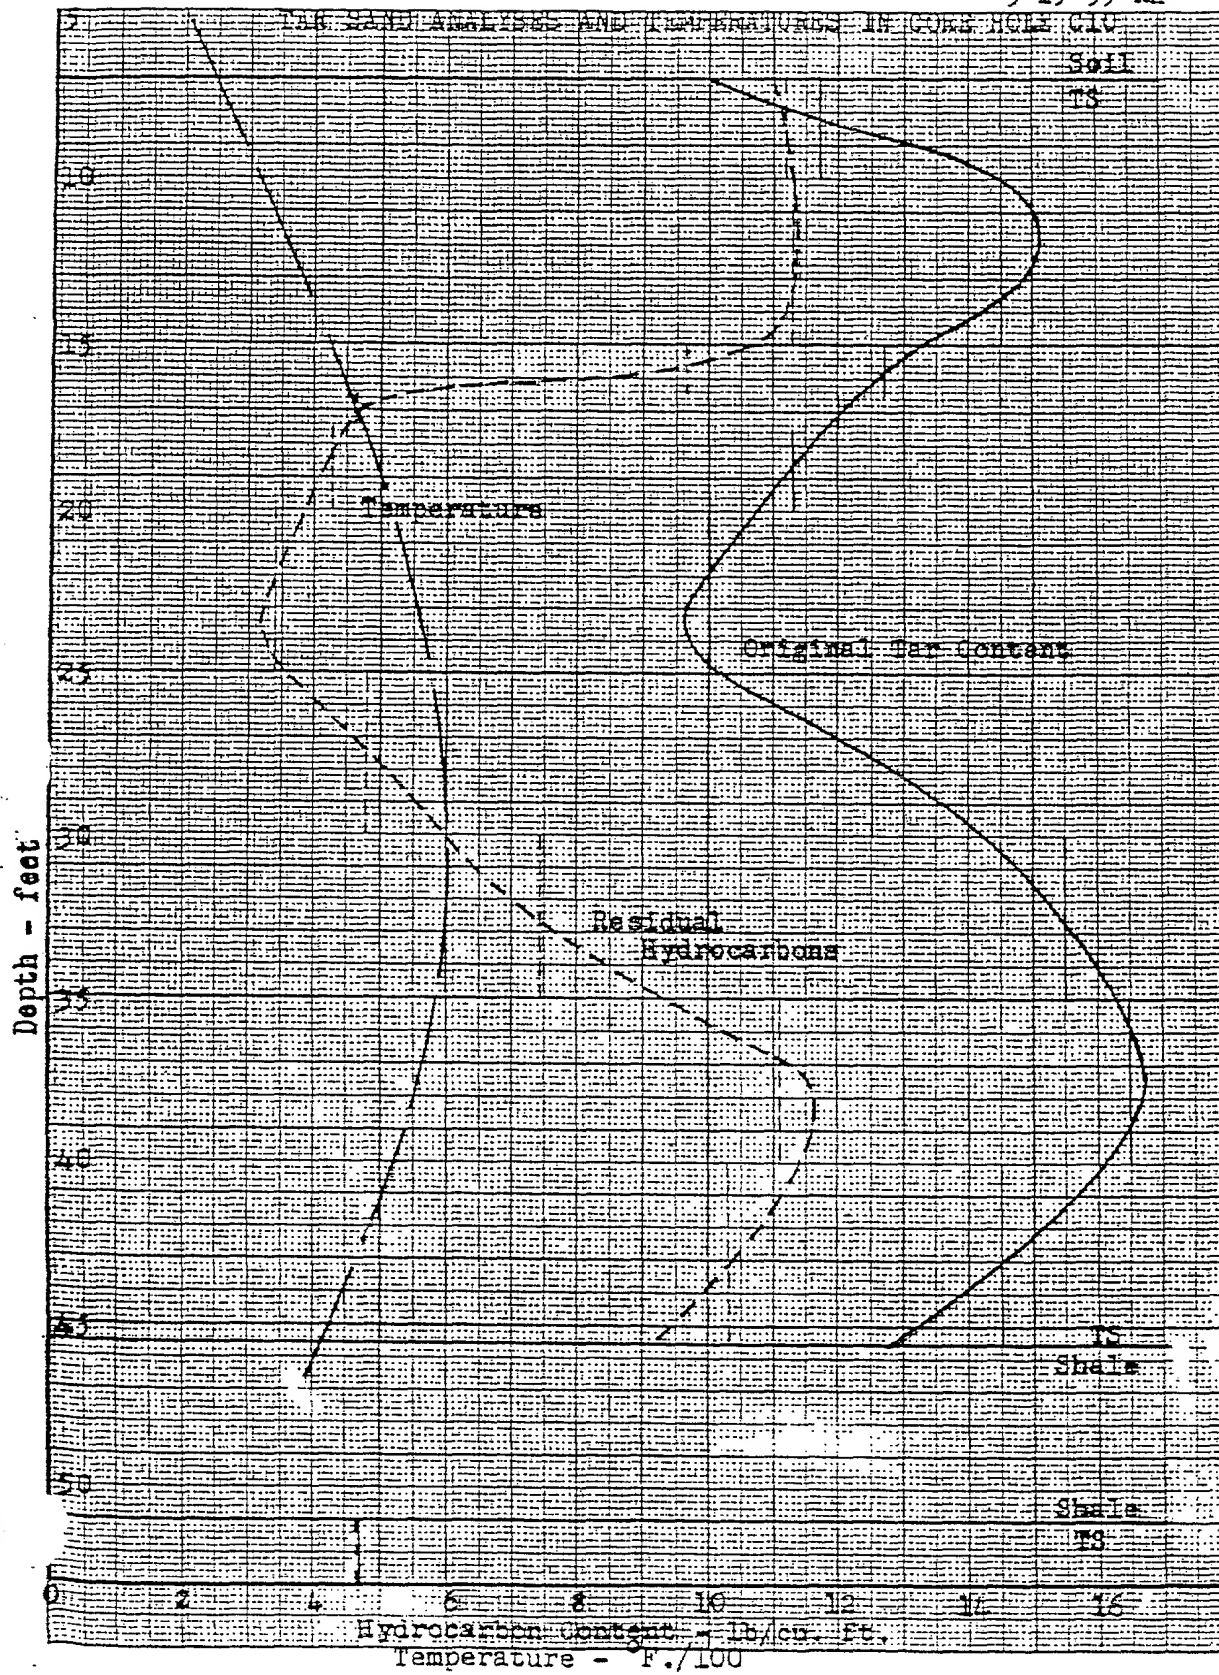 TAR SAND ANALYSES AND TEMPERATURES IN CORE HOLE C10
5
Soil
TS
10
15
20
Temperature
Original Tar Content
25
30
Depth - feet
Residual
Hydrocarbons
35
40
45
TS
Shale
50
Shale
TS
0 2 4 6 8 10 12 14 16
Hydrocarbon Content - lb/cu. ft.
Temperature - °F./100